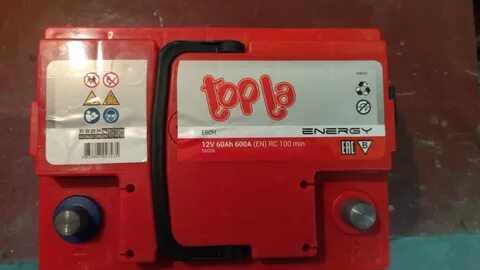 topla
E60H
ENERGY
12V 60Ah 600A (EN) RC 100 min
EAC